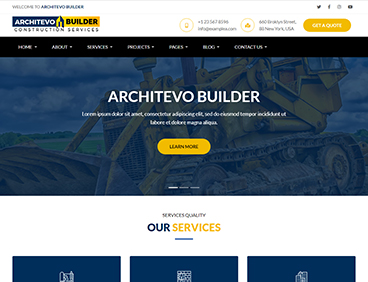 WELCOME TO ARCHITEVO BUILDER
ARCHITEVO BUILDER
CONSTRUCTION SERVICES
+1 23 567 8596
info@examplea.com
660 Broklyn Street,
80 New York, USA
GET A QUOTE
HOME
ABOUT
SERVICES
PROJECTS
PAGES
BLOG
CONTACT US
ARCHITEVO BUILDER
Lorem ipsum dolor sit amet, consectetur adipiscing elit, sed do eiusmod tempor incididunt ut
labore et dolore magna aliqua.
LEARN MORE
SERVICES QUALITY
OUR SERVICES